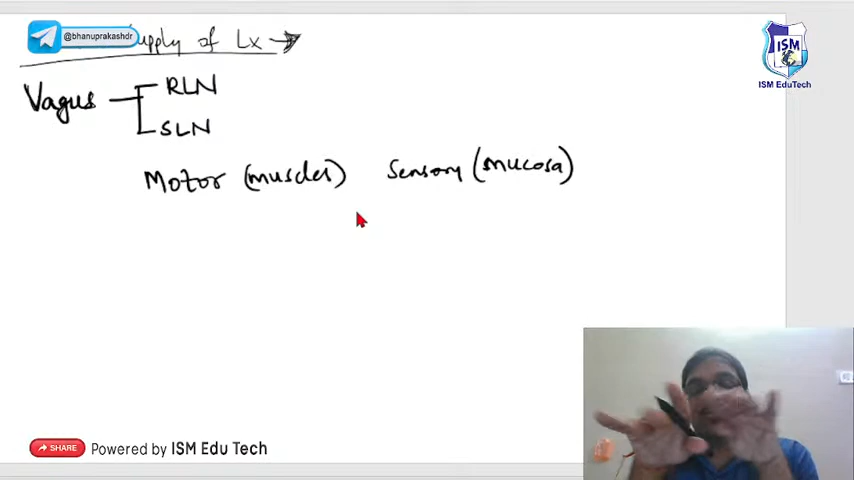 @bhanuprakashdr
upply of Lx →
ISM
ISM EduTech
Vagus
RLN
SLN
Motor (muscles) Sensory (mucosa)
SHARE Powered by ISM Edu Tech